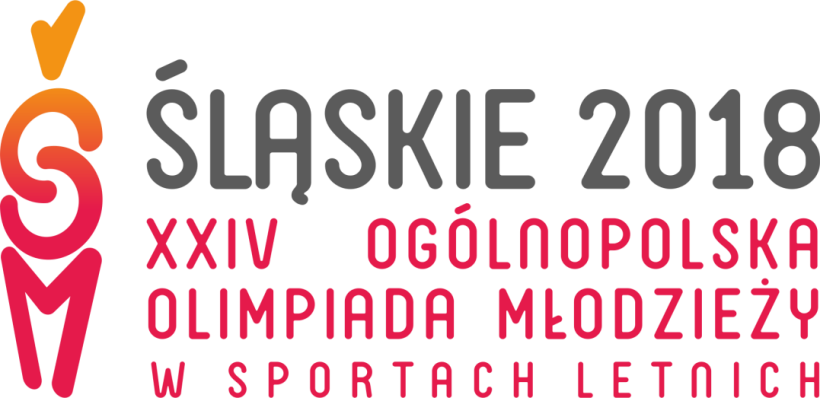 ŚLĄSKIE 2018
XXIV OGÓLNOPOLSKA
OLIMPIADA MŁODZIEŻY
W SPORTACH LETNICH